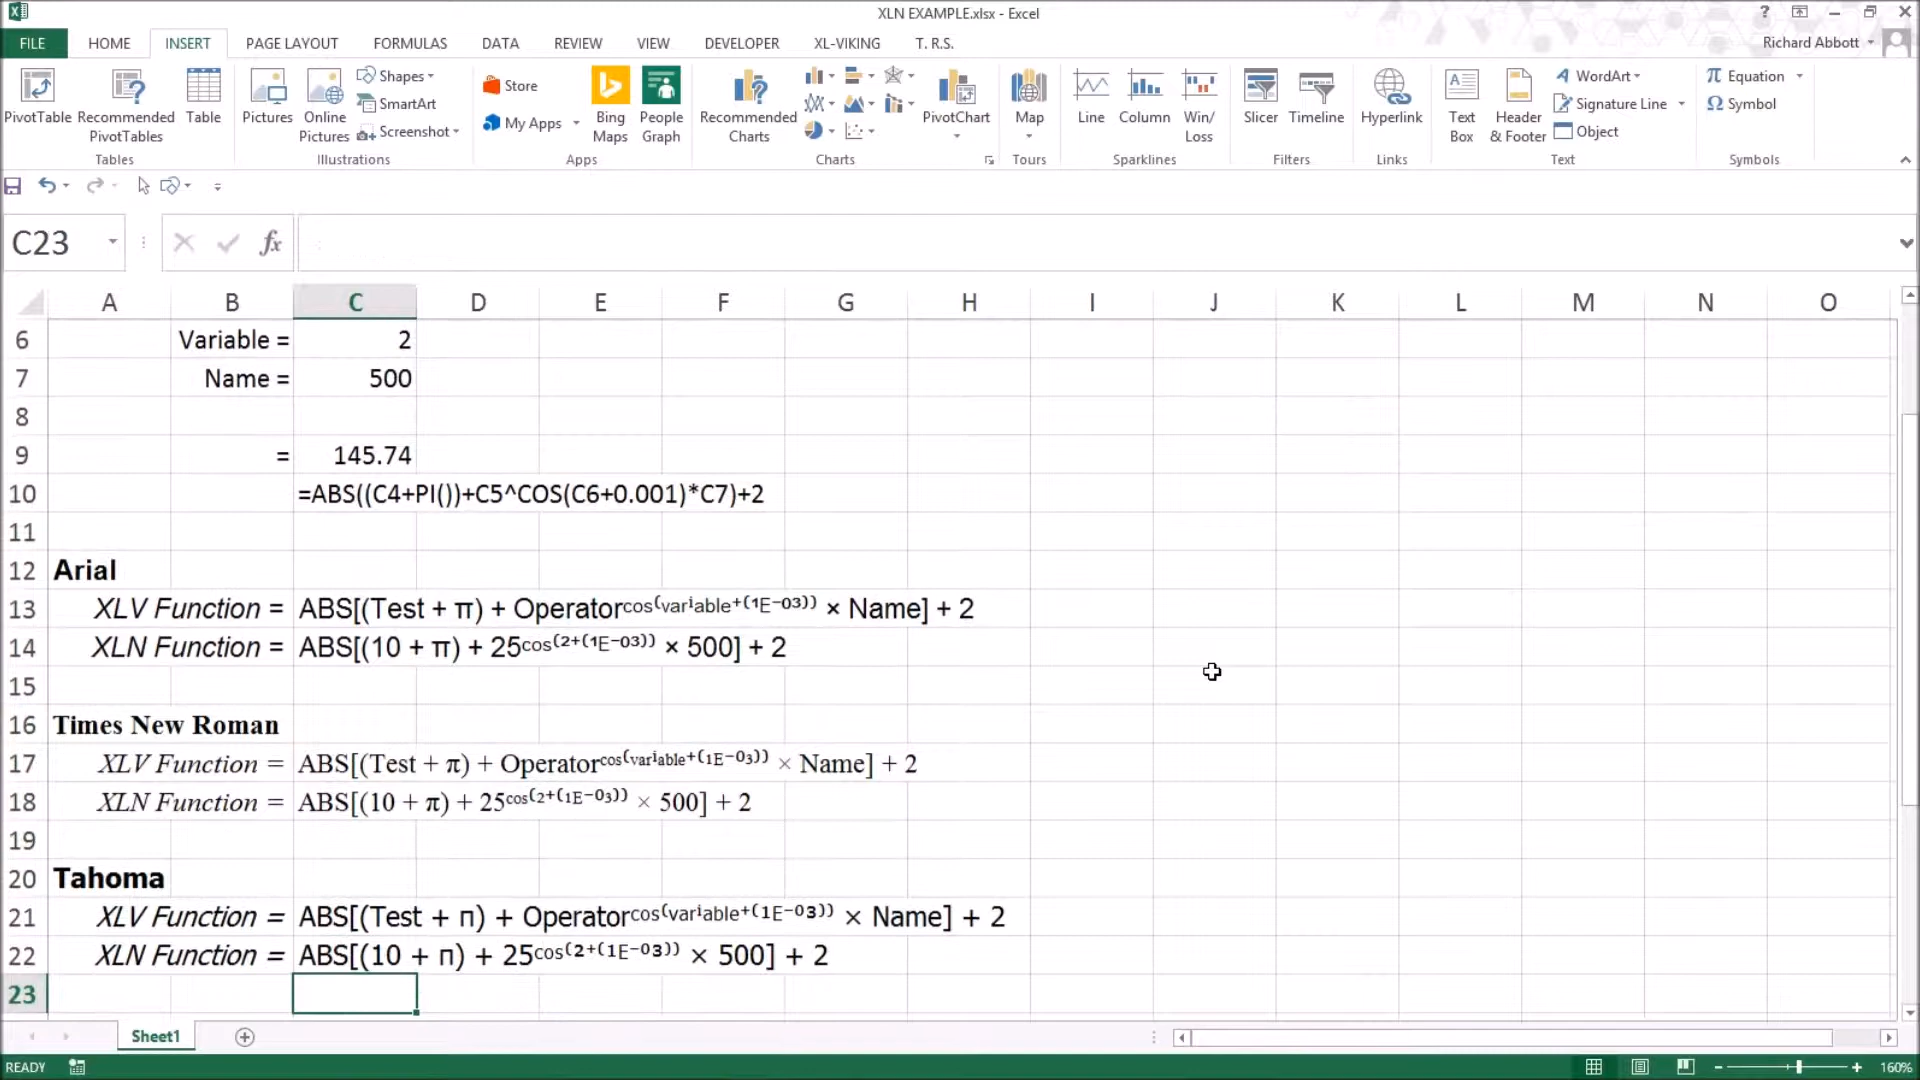 XLN EXAMPLE.xlsx - Excel
?
FILE HOME INSERT PAGE LAYOUT FORMULAS DATA REVIEW VIEW DEVELOPER XL-VIKING T. R.S. Richard Abbott
PivotTable Recommended PivotTables Table Pictures Online Pictures Shapes SmartArt Screenshot Store My Apps Bing Maps People Graph Recommended Charts PivotChart Map Line Column Win/Loss Slicer Timeline Hyperlink Text Box Header & Footer WordArt Signature Line Object π Equation Ω Symbol
Tables Illustrations Apps Charts Tours Sparklines Filters Links Text Symbols
C23 fx
A B C D E F G H I J K L M N O
6 Variable = 2
7 Name = 500
8
9 = 145.74
10 =ABS((C4+PI())+C5^COS(C6+0.001)*C7)+2
11
12 Arial
13 XLV Function = ABS[(Test + π) + Operatorᶜᵒˢ⁽ᵛᵃʳⁱᵃᵇˡᵉ⁺⁽¹ᴱ⁻⁰³⁾⁾ × Name] + 2
14 XLN Function = ABS[(10 + π) + 25ᶜᵒˢ⁽²⁺⁽¹ᴱ⁻⁰³⁾⁾ × 500] + 2
15
16 Times New Roman
17 XLV Function = ABS[(Test + π) + Operatorᶜᵒˢ⁽ᵛᵃʳⁱᵃᵇˡᵉ⁺⁽¹ᴱ⁻⁰³⁾⁾ × Name] + 2
18 XLN Function = ABS[(10 + π) + 25ᶜᵒˢ⁽²⁺⁽¹ᴱ⁻⁰³⁾⁾ × 500] + 2
19
20 Tahoma
21 XLV Function = ABS[(Test + π) + Operatorᶜᵒˢ⁽ᵛᵃʳⁱᵃᵇˡᵉ⁺⁽¹ᴱ⁻⁰³⁾⁾ × Name] + 2
22 XLN Function = ABS[(10 + π) + 25ᶜᵒˢ⁽²⁺⁽¹ᴱ⁻⁰³⁾⁾ × 500] + 2
23
Sheet1
READY 160%